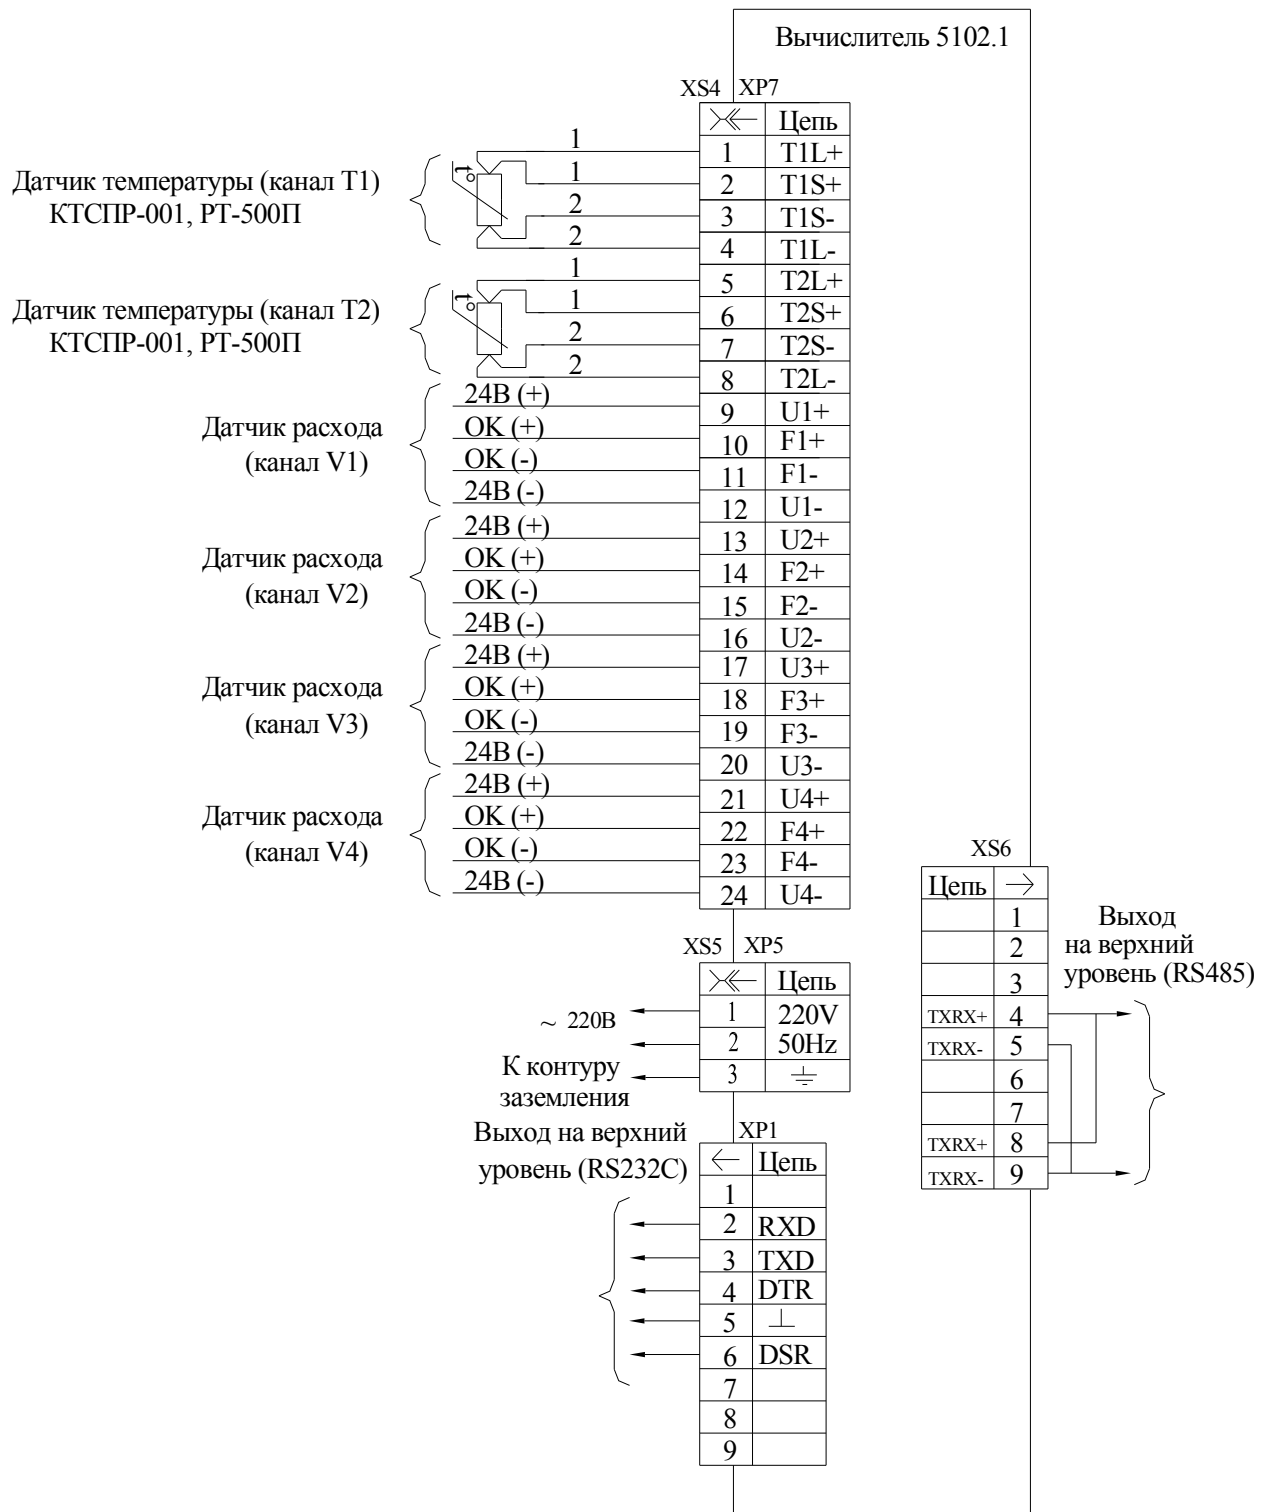 Вычислитель 5102.1
XS4 XP7
Цепь
1 1 T1L+
1 2 T1S+
2 3 T1S-
2 4 T1L-
t°
Датчик температуры (канал T1)
КТСПР-001, РТ-500П
1 5 T2L+
1 6 T2S+
2 7 T2S-
2 8 T2L-
t°
Датчик температуры (канал T2)
КТСПР-001, РТ-500П
24В (+) 9 U1+
ОК (+) 10 F1+
ОК (-) 11 F1-
24В (-) 12 U1-
Датчик расхода
(канал V1)
24В (+) 13 U2+
ОК (+) 14 F2+
ОК (-) 15 F2-
24В (-) 16 U2-
Датчик расхода
(канал V2)
24В (+) 17 U3+
ОК (+) 18 F3+
ОК (-) 19 F3-
24В (-) 20 U3-
Датчик расхода
(канал V3)
24В (+) 21 U4+
ОК (+) 22 F4+
ОК (-) 23 F4-
24В (-) 24 U4-
Датчик расхода
(канал V4)
XS5 XP5
Цепь
1 220V
2 50Hz
3
~ 220В
К контуру
заземления
Выход на верхний
уровень (RS232C)
XP1
Цепь
1
2 RXD
3 TXD
4 DTR
5
6 DSR
7
8
9
XS6
Цепь
1
2
3
TXRX+ 4
TXRX- 5
6
7
TXRX+ 8
TXRX- 9
Выход
на верхний
уровень (RS485)